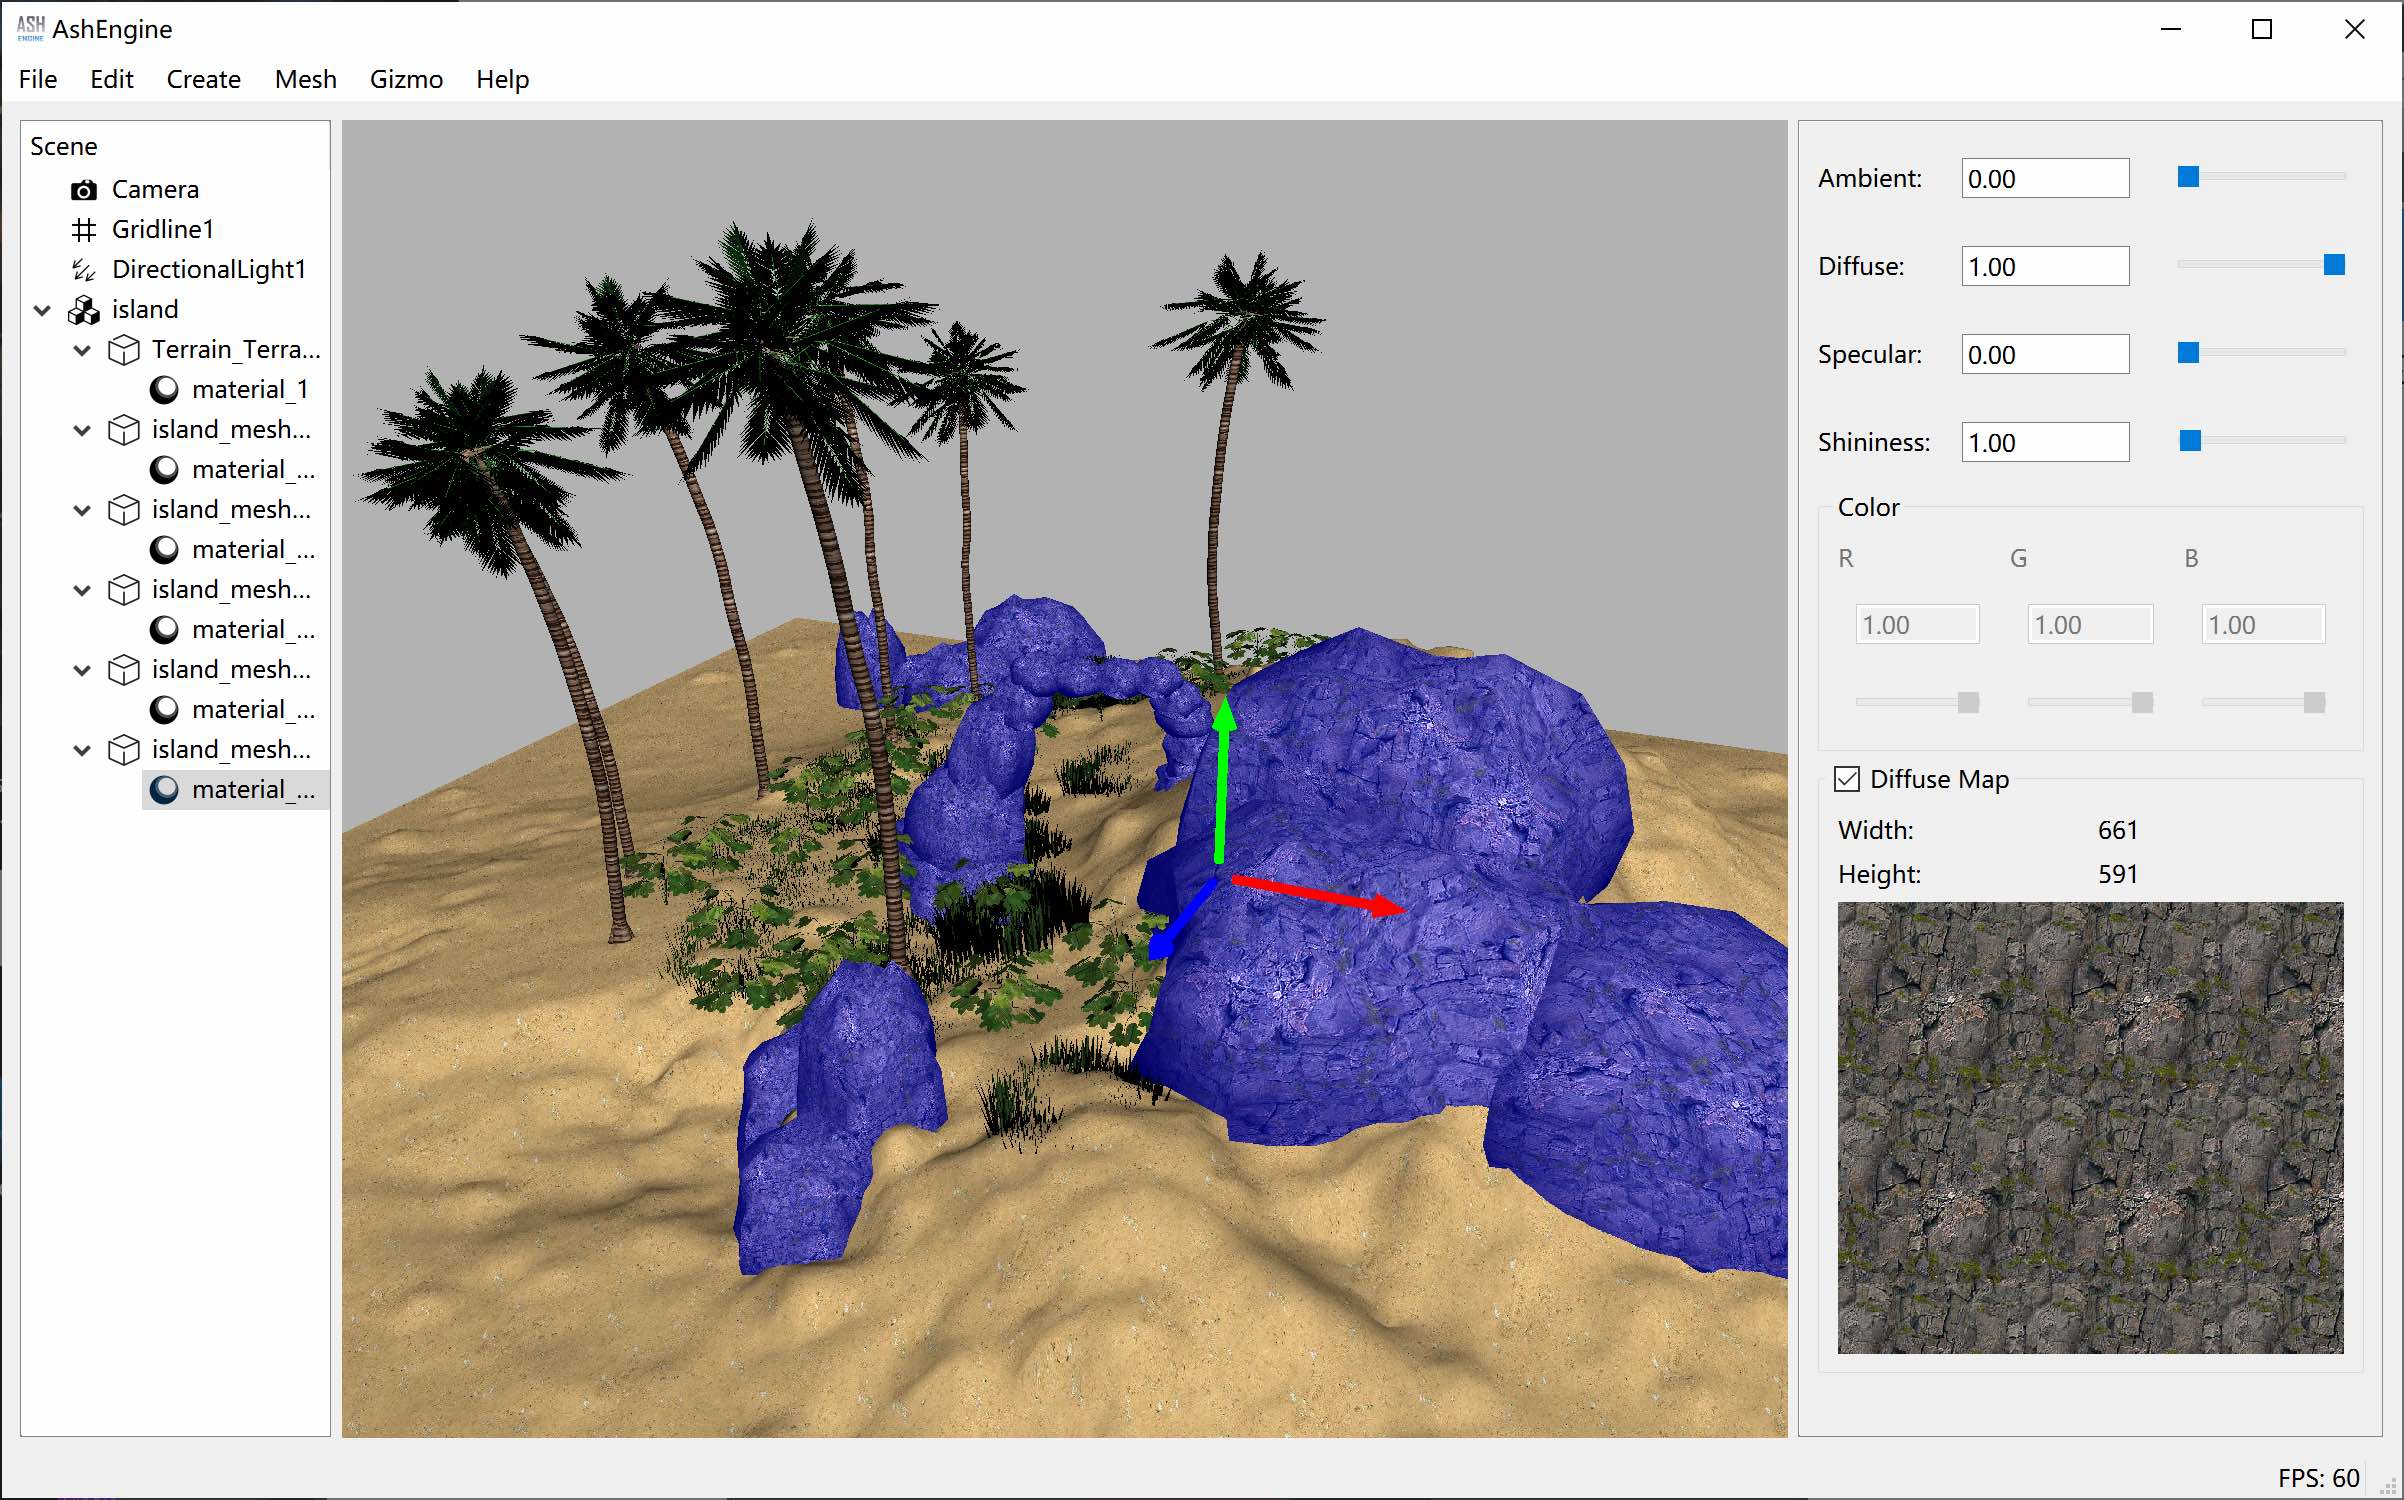 ASH
ENGINE
AshEngine
File Edit Create Mesh Gizmo Help
Scene
Camera
Gridline1
DirectionalLight1
island
Terrain_Terra...
material_1
island_mesh...
material_...
island_mesh...
material_...
island_mesh...
material_...
island_mesh...
material_...
island_mesh...
material_...
Ambient: 0.00
Diffuse: 1.00
Specular: 0.00
Shininess: 1.00
Color
R G B
1.00 1.00 1.00
Diffuse Map
Width: 661
Height: 591
FPS: 60